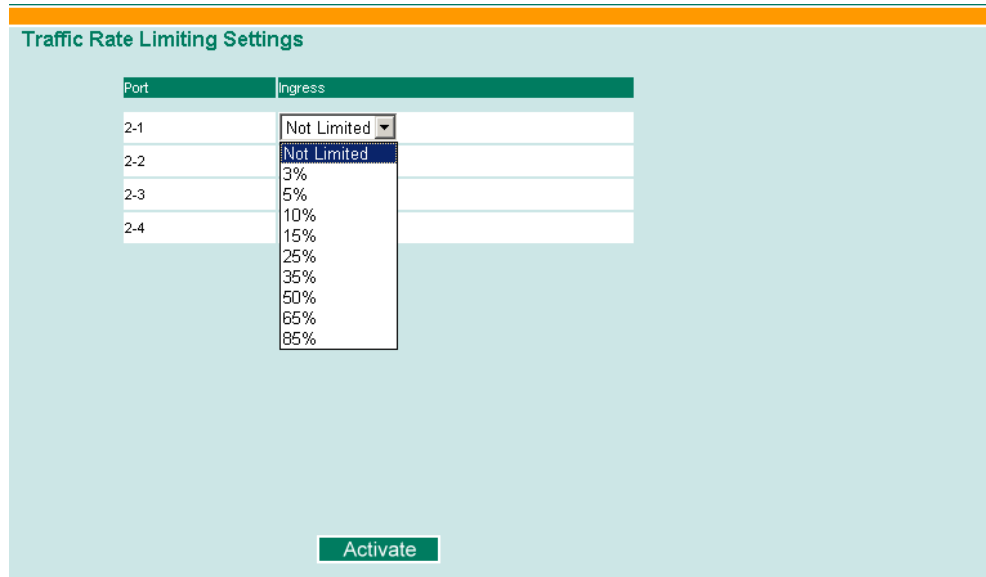 Traffic Rate Limiting Settings
Port Ingress
2-1 Not Limited
Not Limited
2-2
3%
2-3 5%
10%
2-4
15%
25%
35%
50%
65%
85%
Activate